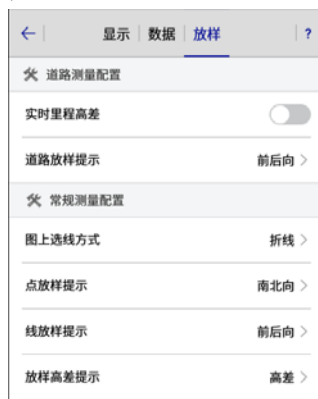 显示 数据 放样 ?
道路测量配置
实时里程高差
道路放样提示 前后向
常规测量配置
图上选线方式 折线
点放样提示 南北向
线放样提示 前后向
放样高差提示 高差